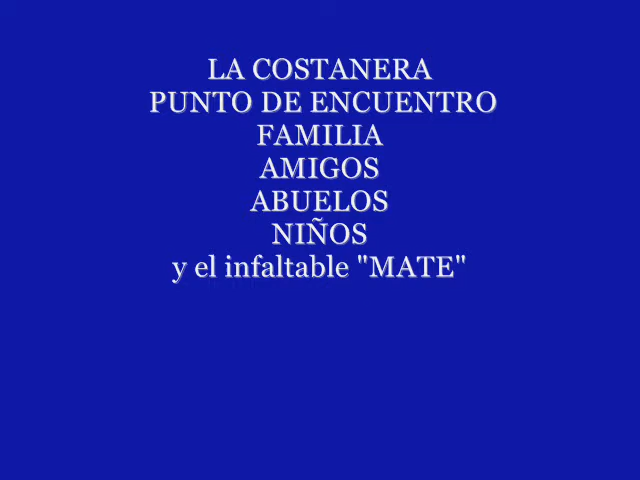 LA COSTANERA
PUNTO DE ENCUENTRO
FAMILIA
AMIGOS
ABUELOS
NIÑOS
y el infaltable "MATE"